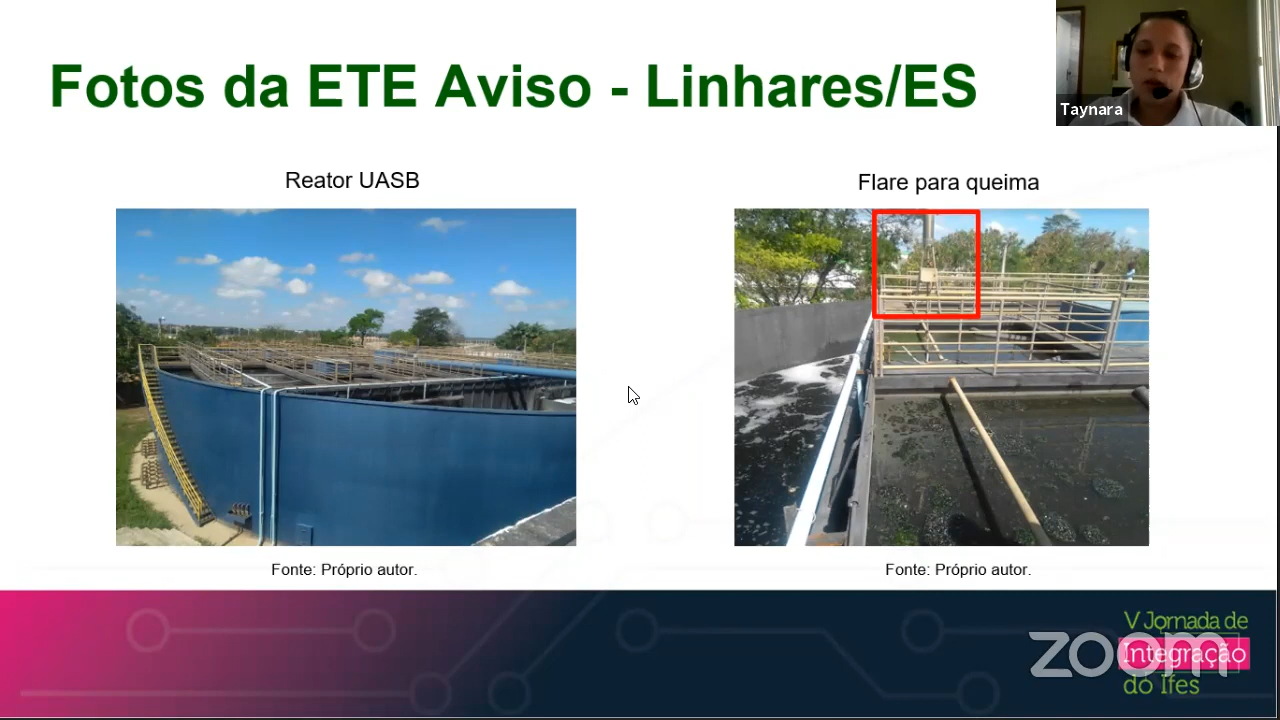 Fotos da ETE Aviso - Linhares/ES
Taynara
Reator UASB
Flare para queima
Fonte: Próprio autor.
Fonte: Próprio autor.
V Jornada de
Integração
do Ifes
zoom